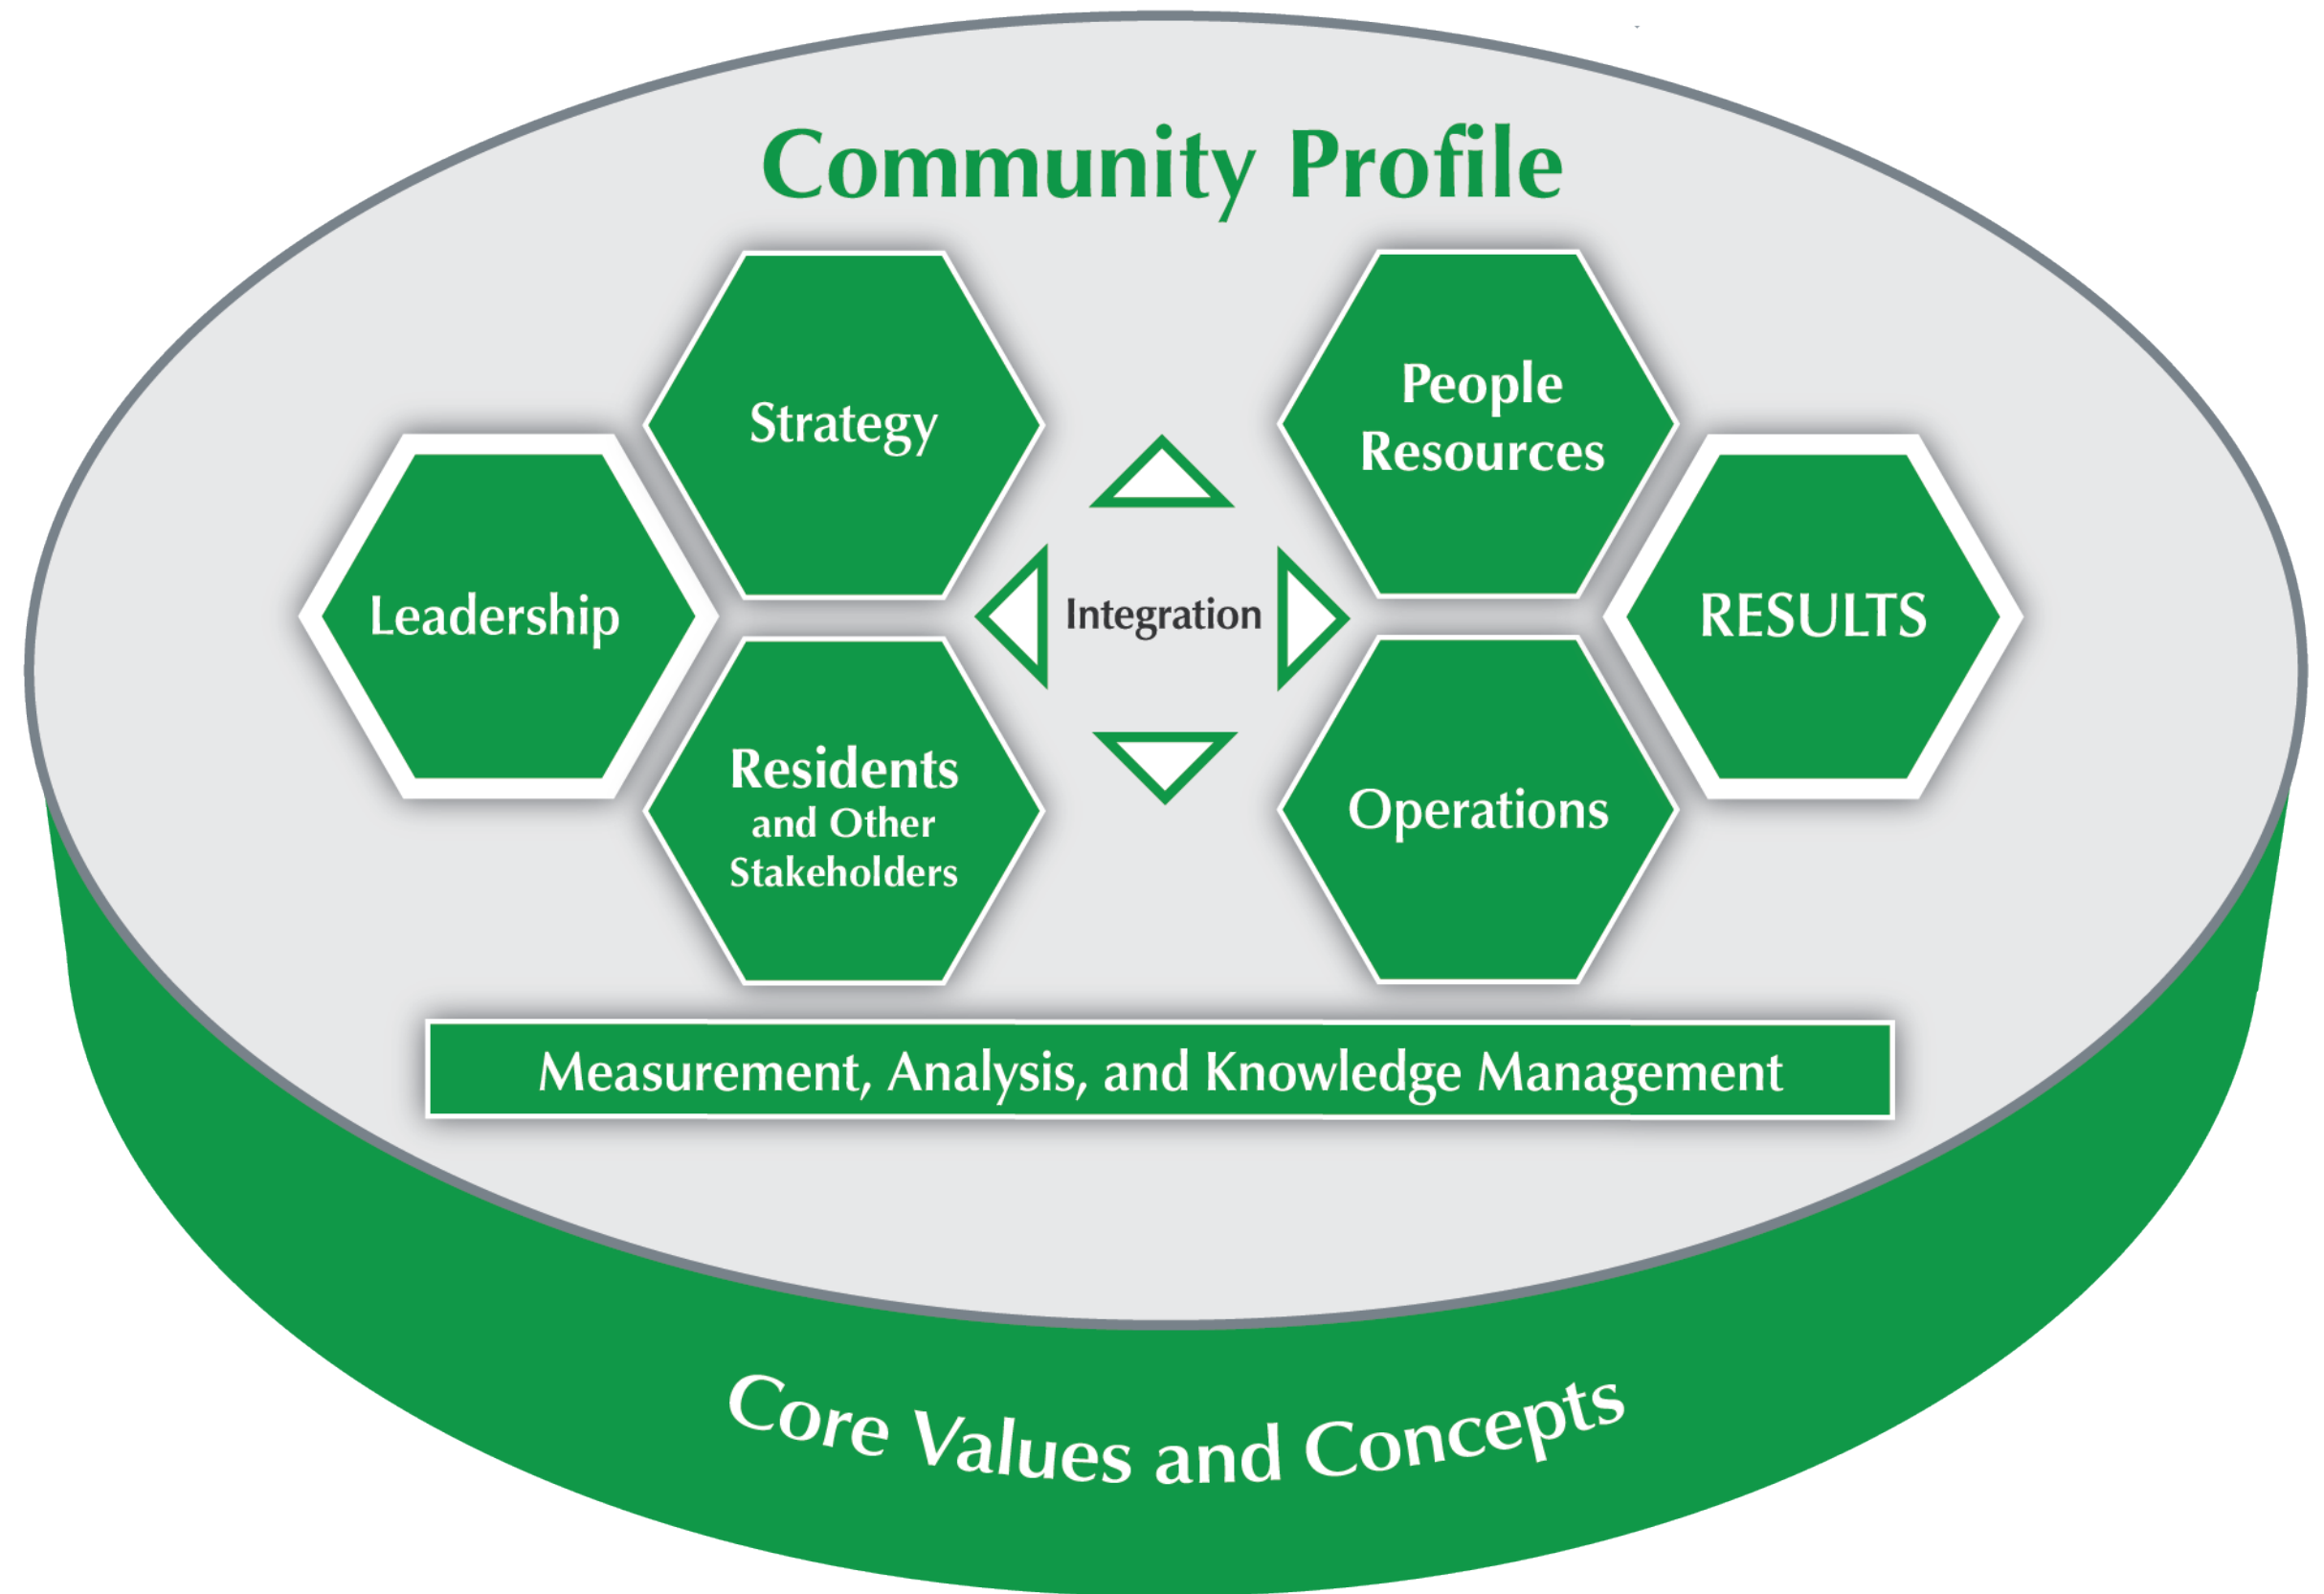 Community Profile
Strategy
People
Resources
Leadership
Integration
RESULTS
Residents
and Other
Stakeholders
Operations
Measurement, Analysis, and Knowledge Management
Core Values and Concepts